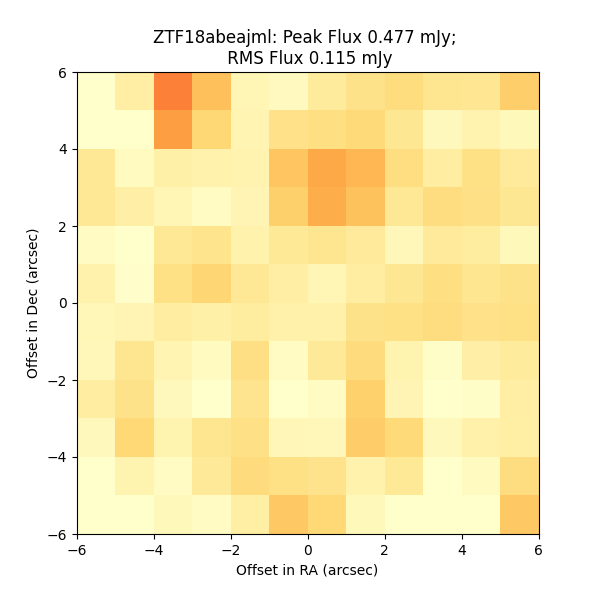 ZTF18abeajml: Peak Flux 0.477 mJy;
RMS Flux 0.115 mJy
6
4
2
0
−2
−4
−6
Offset in Dec (arcsec)
−6 −4 −2 0 2 4 6
Offset in RA (arcsec)